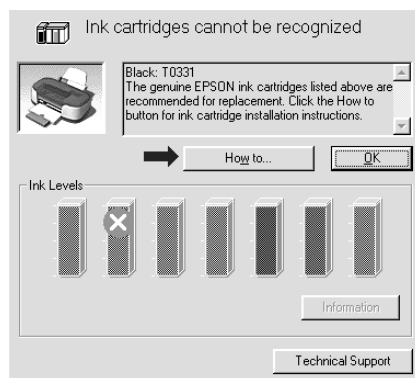 Ink cartridges cannot be recognized
Black: T0331
The genuine EPSON ink cartridges listed above are
recommended for replacement. Click the How to
button for ink cartridge installation instructions.
How to...
OK
Ink Levels
Information
Technical Support